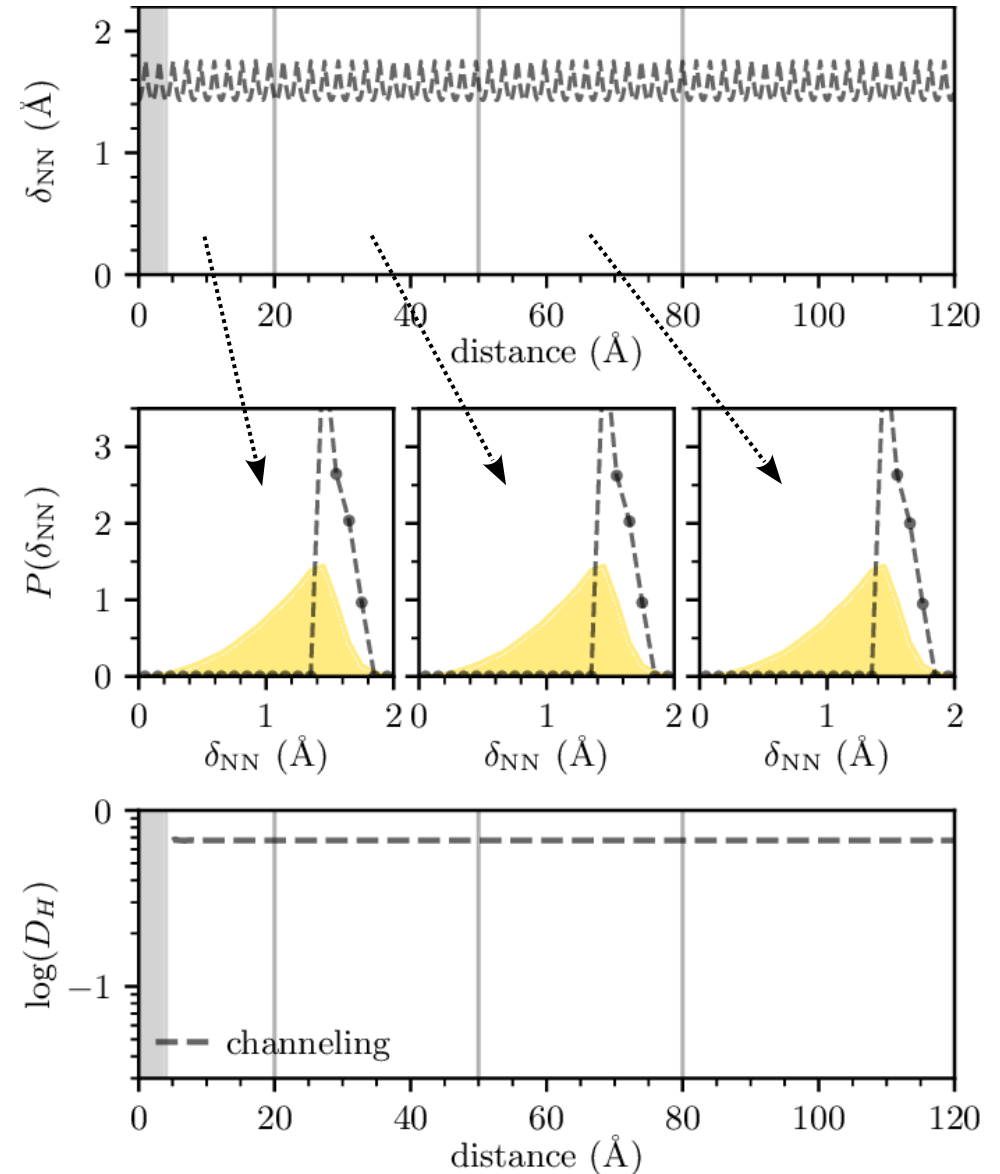 2
1
0
δNN (Å)
0 20 40 60 80 100 120
distance (Å)
3
2
1
0
P(δNN)
0 1 2 0 1 2 0 1 2
δNN (Å) δNN (Å) δNN (Å)
0
−1
log(DH)
channeling
0 20 40 60 80 100 120
distance (Å)